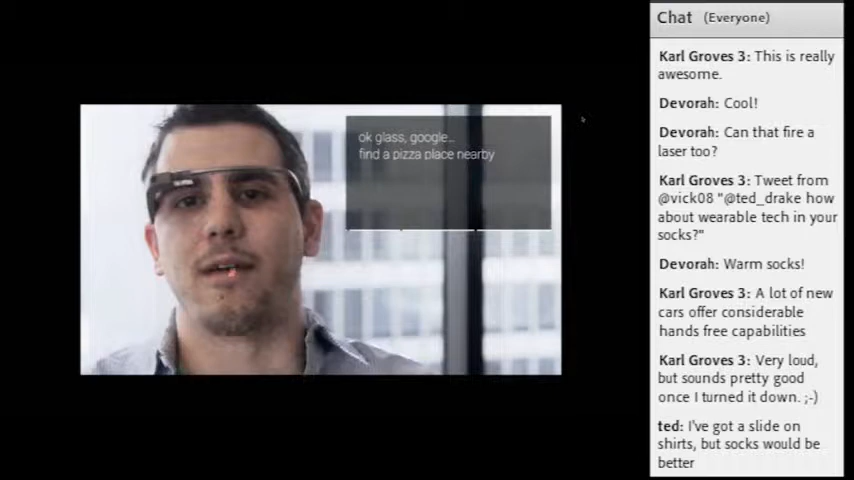 ok glass, google...
find a pizza place nearby
Chat (Everyone)
Karl Groves 3: This is really
awesome.
Devorah: Cool!
Devorah: Can that fire a
laser too?
Karl Groves 3: Tweet from
@vick08 "@ted_drake how
about wearable tech in your
socks?"
Devorah: Warm socks!
Karl Groves 3: A lot of new
cars offer considerable
hands free capabilities
Karl Groves 3: Very loud,
but sounds pretty good
once I turned it down. ;-)
ted: I've got a slide on
shirts, but socks would be
better